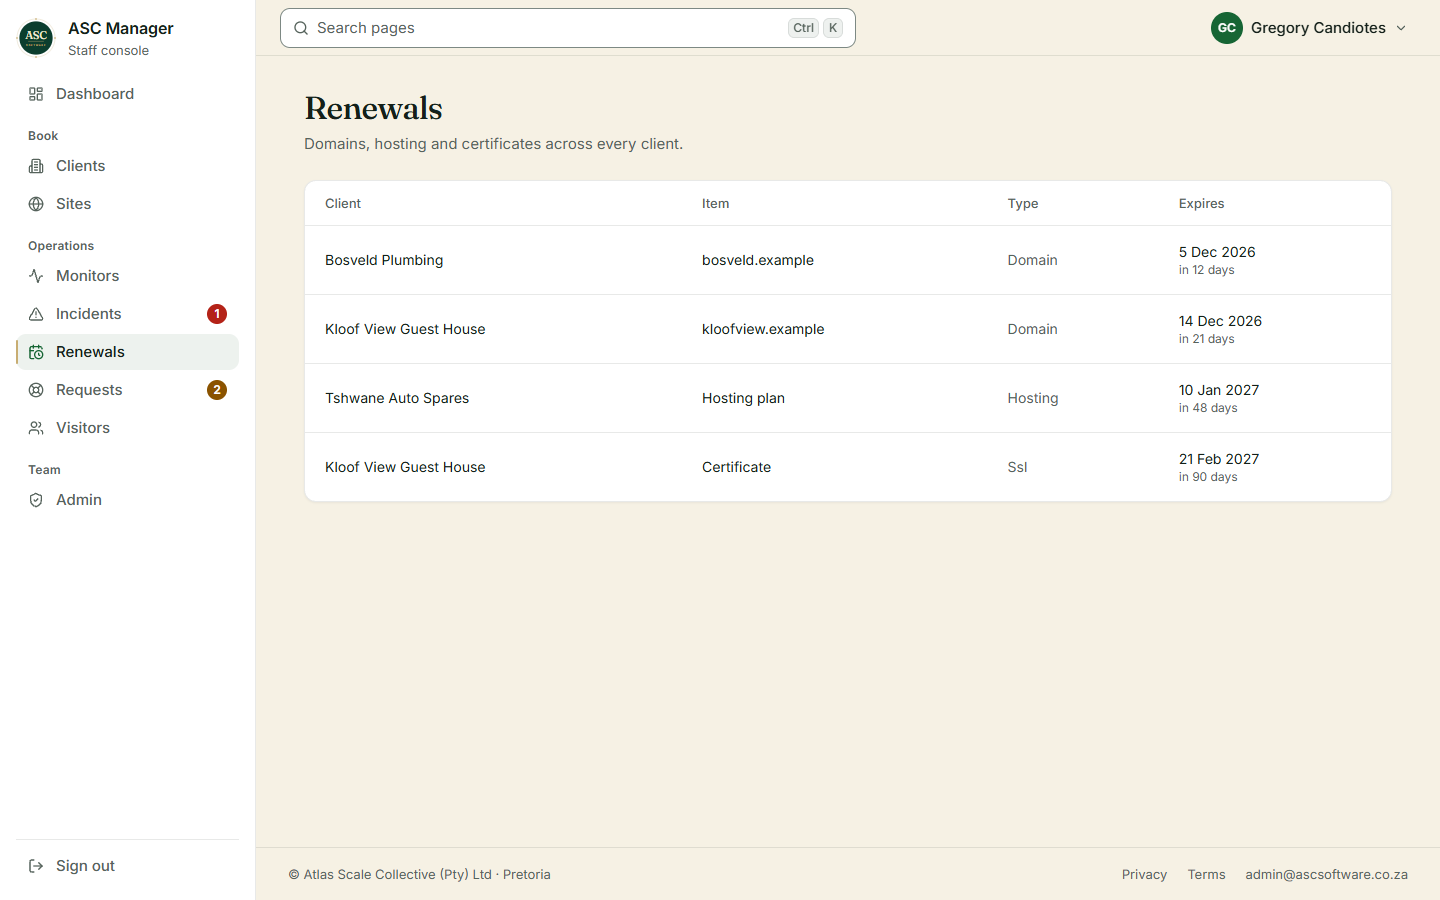 ASC
ASC Manager
Staff console
Dashboard
Book
Clients
Sites
Operations
Monitors
Incidents 1
Renewals
Requests 2
Visitors
Team
Admin
Sign out
Search pages Ctrl K
GC Gregory Candiotes
Renewals
Domains, hosting and certificates across every client.
Client Item Type Expires
Bosveld Plumbing bosveld.example Domain 5 Dec 2026
in 12 days
Kloof View Guest House kloofview.example Domain 14 Dec 2026
in 21 days
Tshwane Auto Spares Hosting plan Hosting 10 Jan 2027
in 48 days
Kloof View Guest House Certificate Ssl 21 Feb 2027
in 90 days
© Atlas Scale Collective (Pty) Ltd · Pretoria
Privacy Terms admin@ascsoftware.co.za